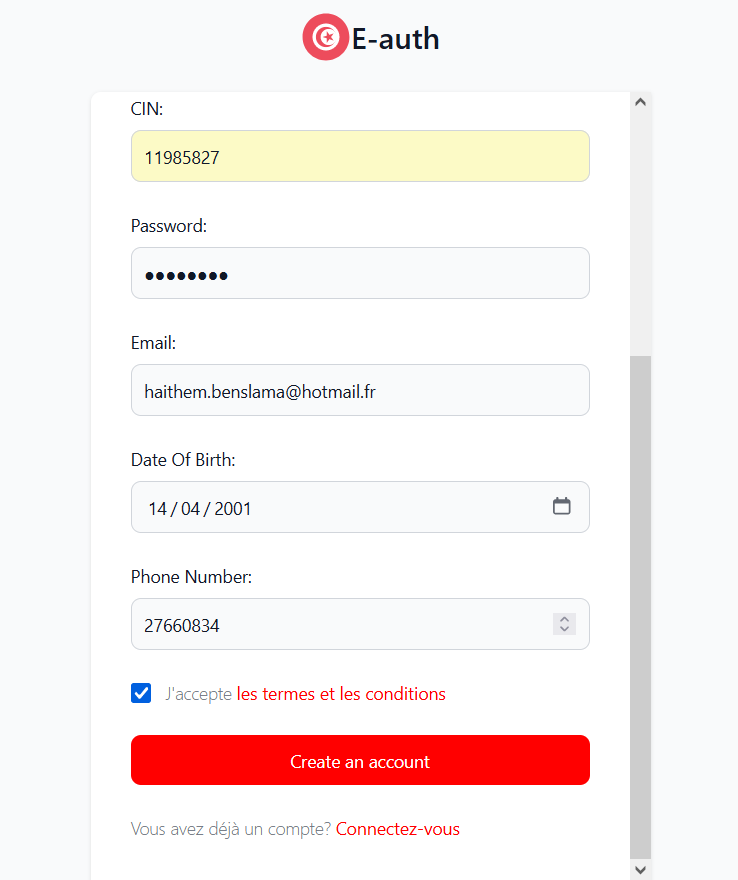 E-auth
CIN:
11985827
Password:
••••••••
Email:
haithem.benslama@hotmail.fr
Date Of Birth:
14 / 04 / 2001
Phone Number:
27660834
J'accepte les termes et les conditions
Create an account
Vous avez déjà un compte? Connectez-vous